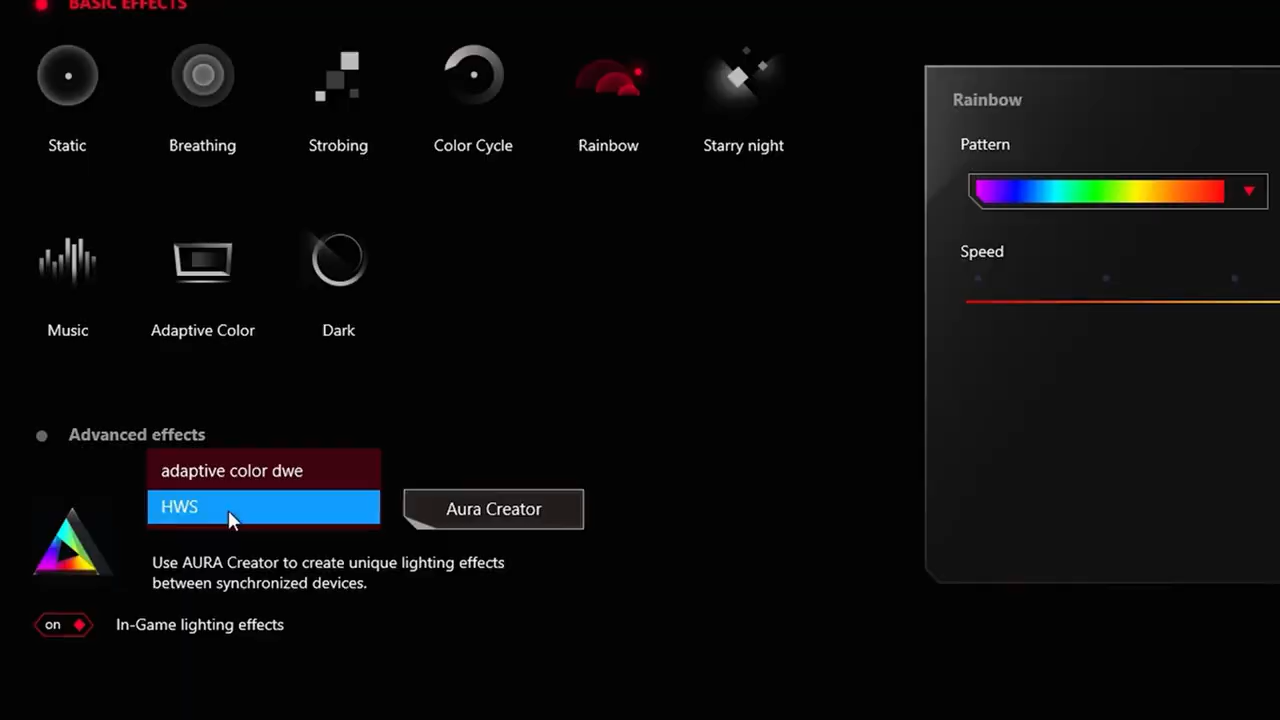 BASIC EFFECTS
Static
Breathing
Strobing
Color Cycle
Rainbow
Starry night
Music
Adaptive Color
Dark
Advanced effects
adaptive color dwe
HWS
Aura Creator
Use AURA Creator to create unique lighting effects
between synchronized devices.
on
In-Game lighting effects
Rainbow
Pattern
Speed